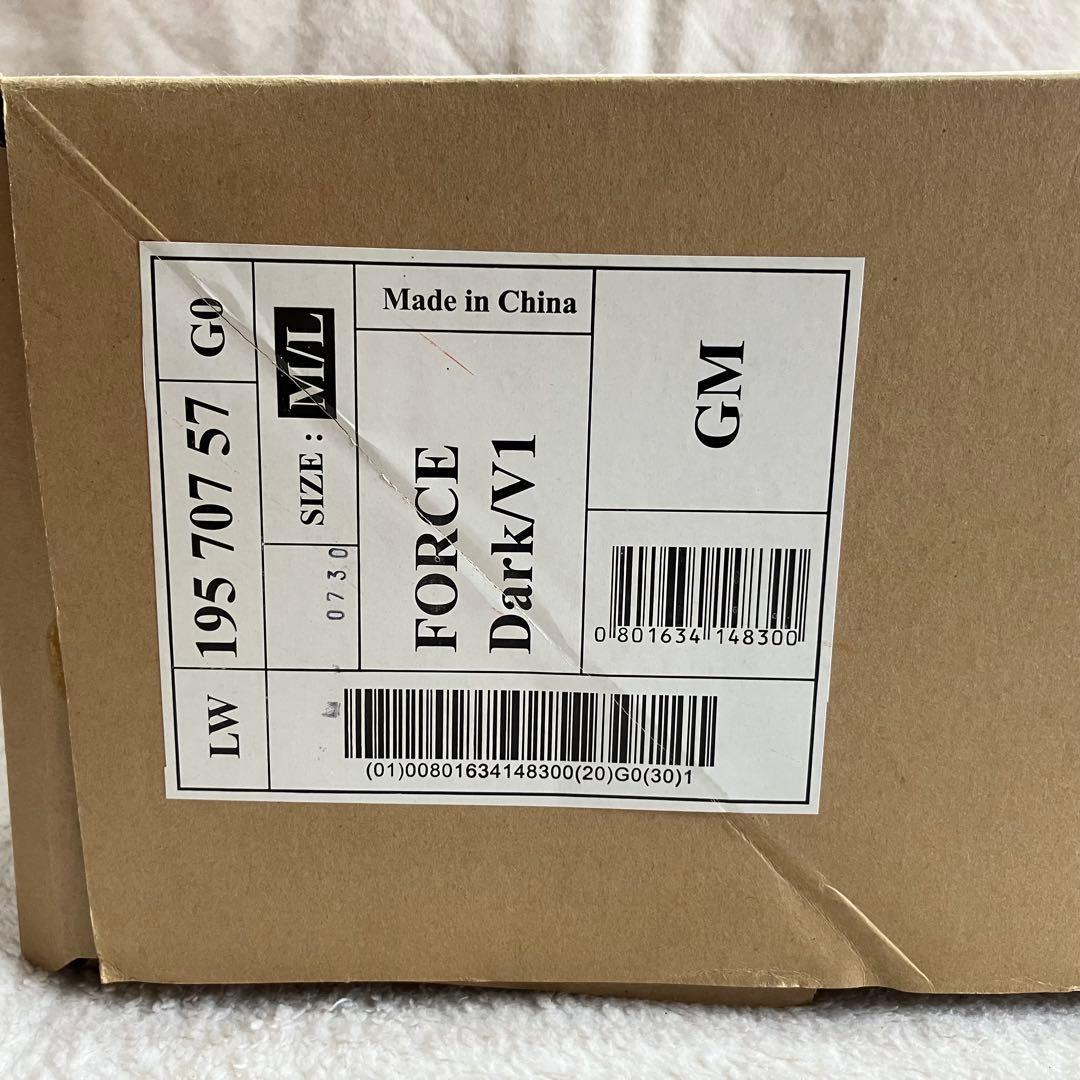 Made in China
GM
FORCE
Dark/V1
SIZE : M/L
0730
G0
195 707 57
LW
0 801634 148300
(01)00801634148300(20)G0(30)1